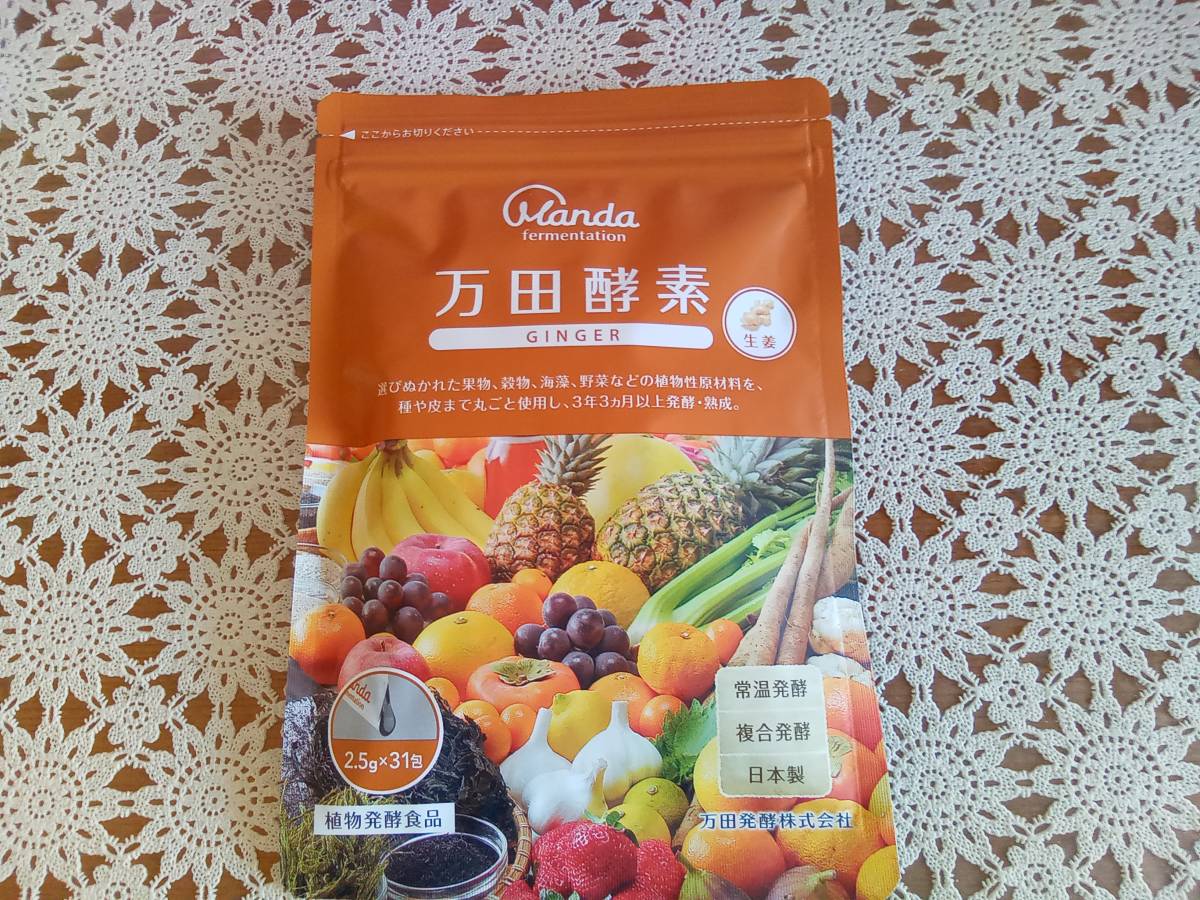 ここからお切りください
Manda
fermentation
万田酵素
GINGER
生姜
選びぬかれた果物、穀物、海藻、野菜などの植物性原材料を、
種や皮まで丸ごと使用し、3年3ヵ月以上発酵・熟成。
常温発酵
複合発酵
日本製
2.5g×31包
植物発酵食品
万田発酵株式会社